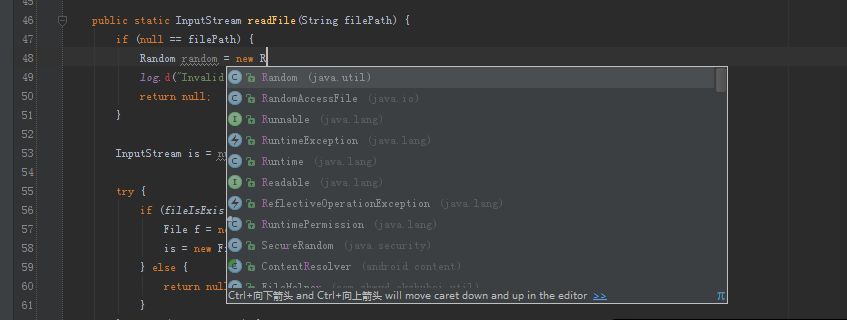 45
46 public static InputStream readFile(String filePath) {
47 if (null == filePath) {
48 Random random = new R
49 log.d("Invalid
50 return null;
51 }
52
53 InputStream is = nu
54
55 try {
56 if (fileIsExis
57 File f = ne
58 is = new Fi
59 } else {
60 return null
61 }
Random (java.util)
RandomAccessFile (java.io)
Runnable (java.lang)
RuntimeException (java.lang)
Runtime (java.lang)
Readable (java.lang)
ReflectiveOperationException (java.lang)
RuntimePermission (java.lang)
SecureRandom (java.security)
ContentResolver (android.content)
FileHelper
Ctrl+向下箭头 and Ctrl+向上箭头 will move caret down and up in the editor >>
π